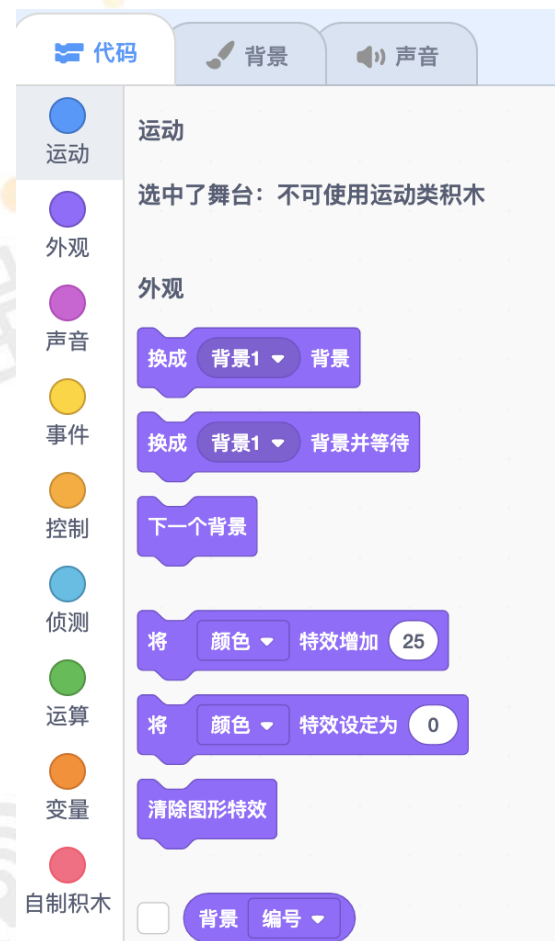 代码 背景 声音
运动
外观
声音
事件
控制
侦测
运算
变量
自制积木
运动
选中了舞台：不可使用运动类积木
外观
换成 背景1 背景
换成 背景1 背景并等待
下一个背景
将 颜色 特效增加 25
将 颜色 特效设定为 0
清除图形特效
背景 编号